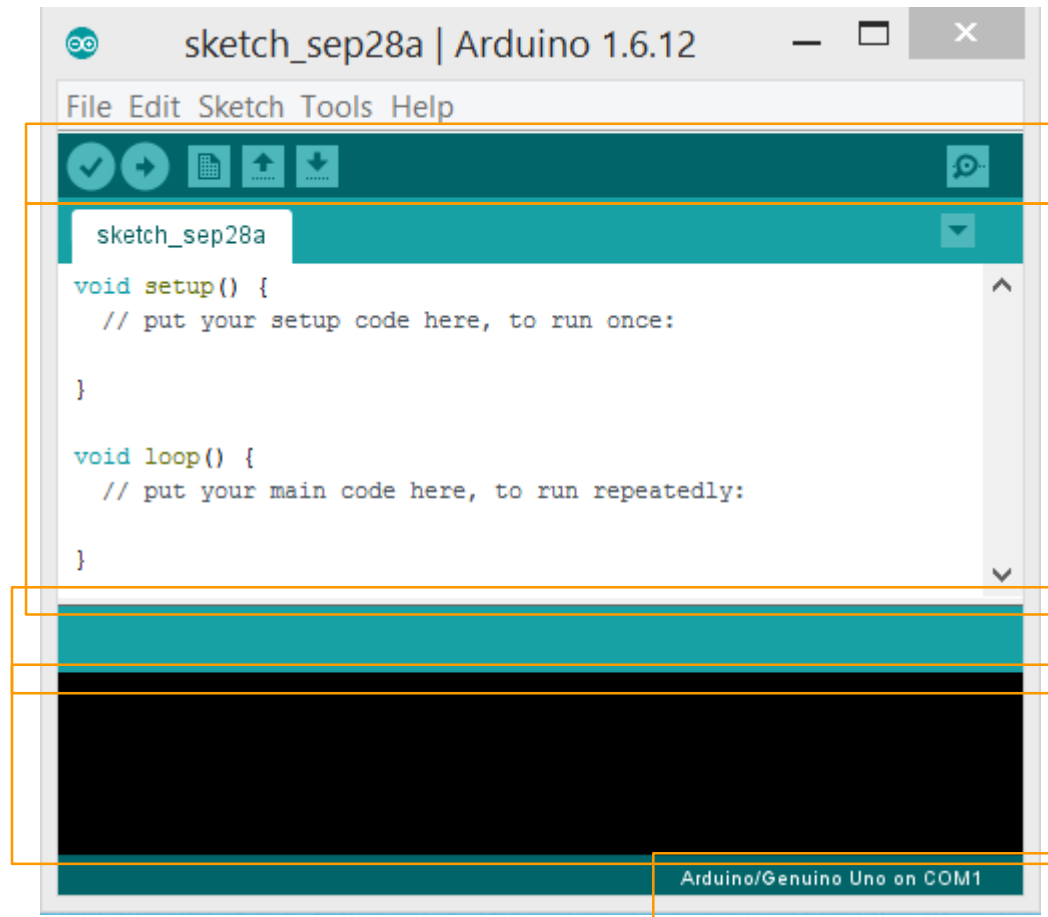 sketch_sep28a | Arduino 1.6.12
File Edit Sketch Tools Help
sketch_sep28a
void setup() {
  // put your setup code here, to run once:
}
void loop() {
  // put your main code here, to run repeatedly:
}
Arduino/Genuino Uno on COM1